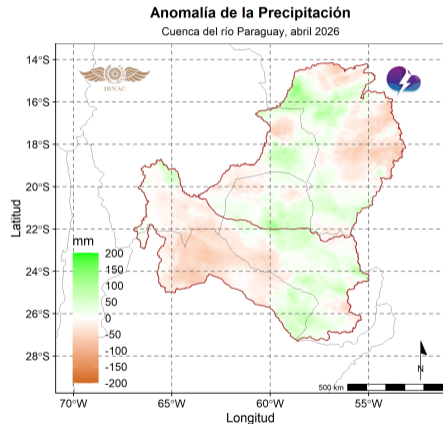 Anomalía de la Precipitación
Cuenca del río Paraguay, abril 2026
DINAC
14°S
16°S
18°S
20°S
22°S
24°S
26°S
28°S
Latitud
mm
200
150
100
50
0
-50
-100
-150
-200
N
500 km
70°W
65°W
60°W
55°W
Longitud